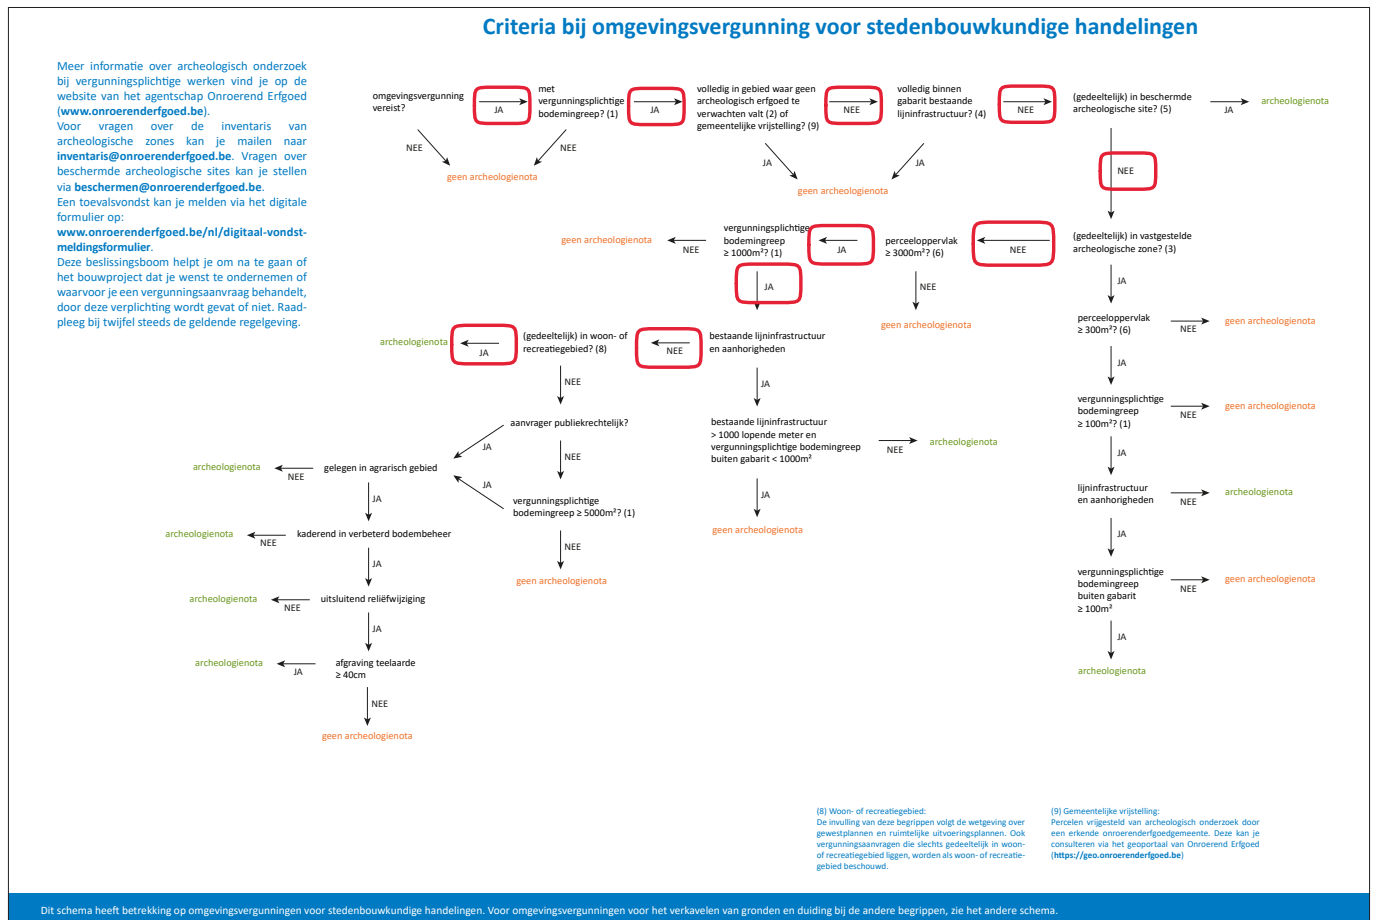 Criteria bij omgevingsvergunning voor stedenbouwkundige handelingen
Meer informatie over archeologisch onderzoek
bij vergunningsplichtige werken vind je op de
website van het agentschap Onroerend Erfgoed
(www.onroerenderfgoed.be).
Voor vragen over de inventaris van
archeologische zones kan je mailen naar
inventaris@onroerenderfgoed.be. Vragen over
beschermde archeologische sites kan je stellen
via beschermen@onroerenderfgoed.be.
Een toevalsvondst kan je melden via het digitale
formulier op:
www.onroerenderfgoed.be/nl/digitaal-vondst-
meldingsformulier.
Deze beslissingsboom helpt je om na te gaan of
het bouwproject dat je wenst te ondernemen of
waarvoor je een vergunningsaanvraag behandelt,
door deze verplichting wordt gevat of niet. Raad-
pleeg bij twijfel steeds de geldende regelgeving.
omgevingsvergunning
vereist?
JA
NEE
met
vergunningsplichtige
bodemingreep? (1)
JA
NEE
geen archeologienota
volledig in gebied waar geen
archeologisch erfgoed te
verwachten valt (2) of
gemeentelijke vrijstelling? (9)
NEE
JA
volledig binnen
gabarit bestaande
lijninfrastructuur? (4)
NEE
JA
geen archeologienota
(gedeeltelijk) in beschermde
archeologische site? (5)
JA
archeologienota
NEE
(gedeeltelijk) in vastgestelde
archeologische zone? (3)
NEE
perceeloppervlak
≥ 3000m²? (6)
JA
vergunningsplichtige
bodemingreep
≥ 1000m²? (1)
NEE
geen archeologienota
JA
NEE
geen archeologienota
JA
perceeloppervlak
≥ 300m²? (6)
NEE
geen archeologienota
JA
vergunningsplichtige
bodemingreep
≥ 100m²? (1)
NEE
geen archeologienota
JA
lijninfrastructuur
en aanhorigheden
NEE
archeologienota
JA
vergunningsplichtige
bodemingreep
buiten gabarit
≥ 100m²
NEE
geen archeologienota
JA
archeologienota
bestaande lijninfrastructuur
en aanhorigheden
NEE
(gedeeltelijk) in woon- of
recreatiegebied? (8)
JA
archeologienota
JA
bestaande lijninfrastructuur
> 1000 lopende meter en
vergunningsplichtige bodemingreep
buiten gabarit < 1000m²
NEE
archeologienota
JA
geen archeologienota
NEE
aanvrager publiekrechtelijk?
JA
NEE
vergunningsplichtige
bodemingreep ≥ 5000m²? (1)
JA
NEE
geen archeologienota
gelegen in agrarisch gebied
NEE
archeologienota
JA
kaderend in verbeterd bodembeheer
NEE
archeologienota
JA
uitsluitend reliëfwijziging
NEE
archeologienota
JA
afgraving teelaarde
≥ 40cm
JA
archeologienota
NEE
geen archeologienota
(8) Woon- of recreatiegebied:
De invulling van deze begrippen volgt de wetgeving over
gewestplannen en ruimtelijke uitvoeringsplannen. Ook
vergunningsaanvragen die slechts gedeeltelijk in woon-
of recreatiegebied liggen, worden als woon- of recreatie-
gebied beschouwd.
(9) Gemeentelijke vrijstelling:
Percelen vrijgesteld van archeologisch onderzoek door
een erkende onroerenderfgoedgemeente. Deze kan je
consulteren via het geoportaal van Onroerend Erfgoed
(https://geo.onroerenderfgoed.be)
Dit schema heeft betrekking op omgevingsvergunningen voor stedenbouwkundige handelingen. Voor omgevingsvergunningen voor het verkavelen van gronden en duiding bij de andere begrippen, zie het andere schema.